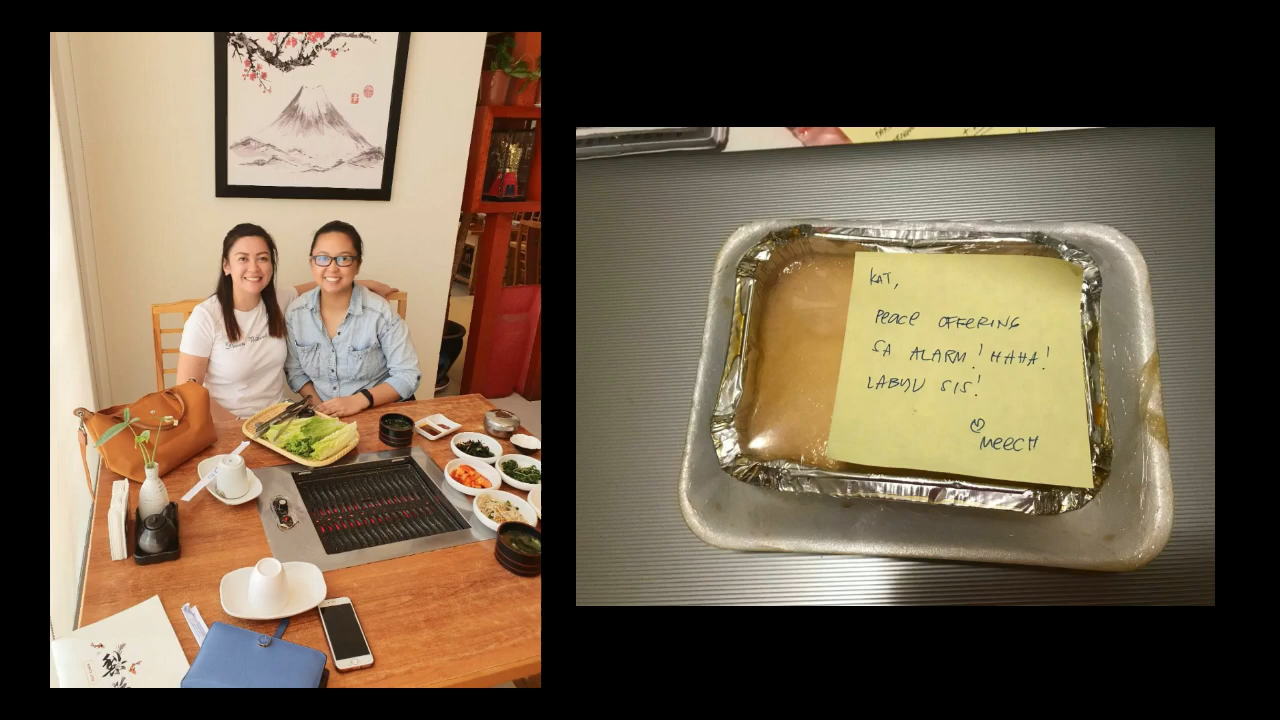 KAT,
PEACE OFFERING
SA ALARM! HAHA!
LABYU SIS!
MEECH